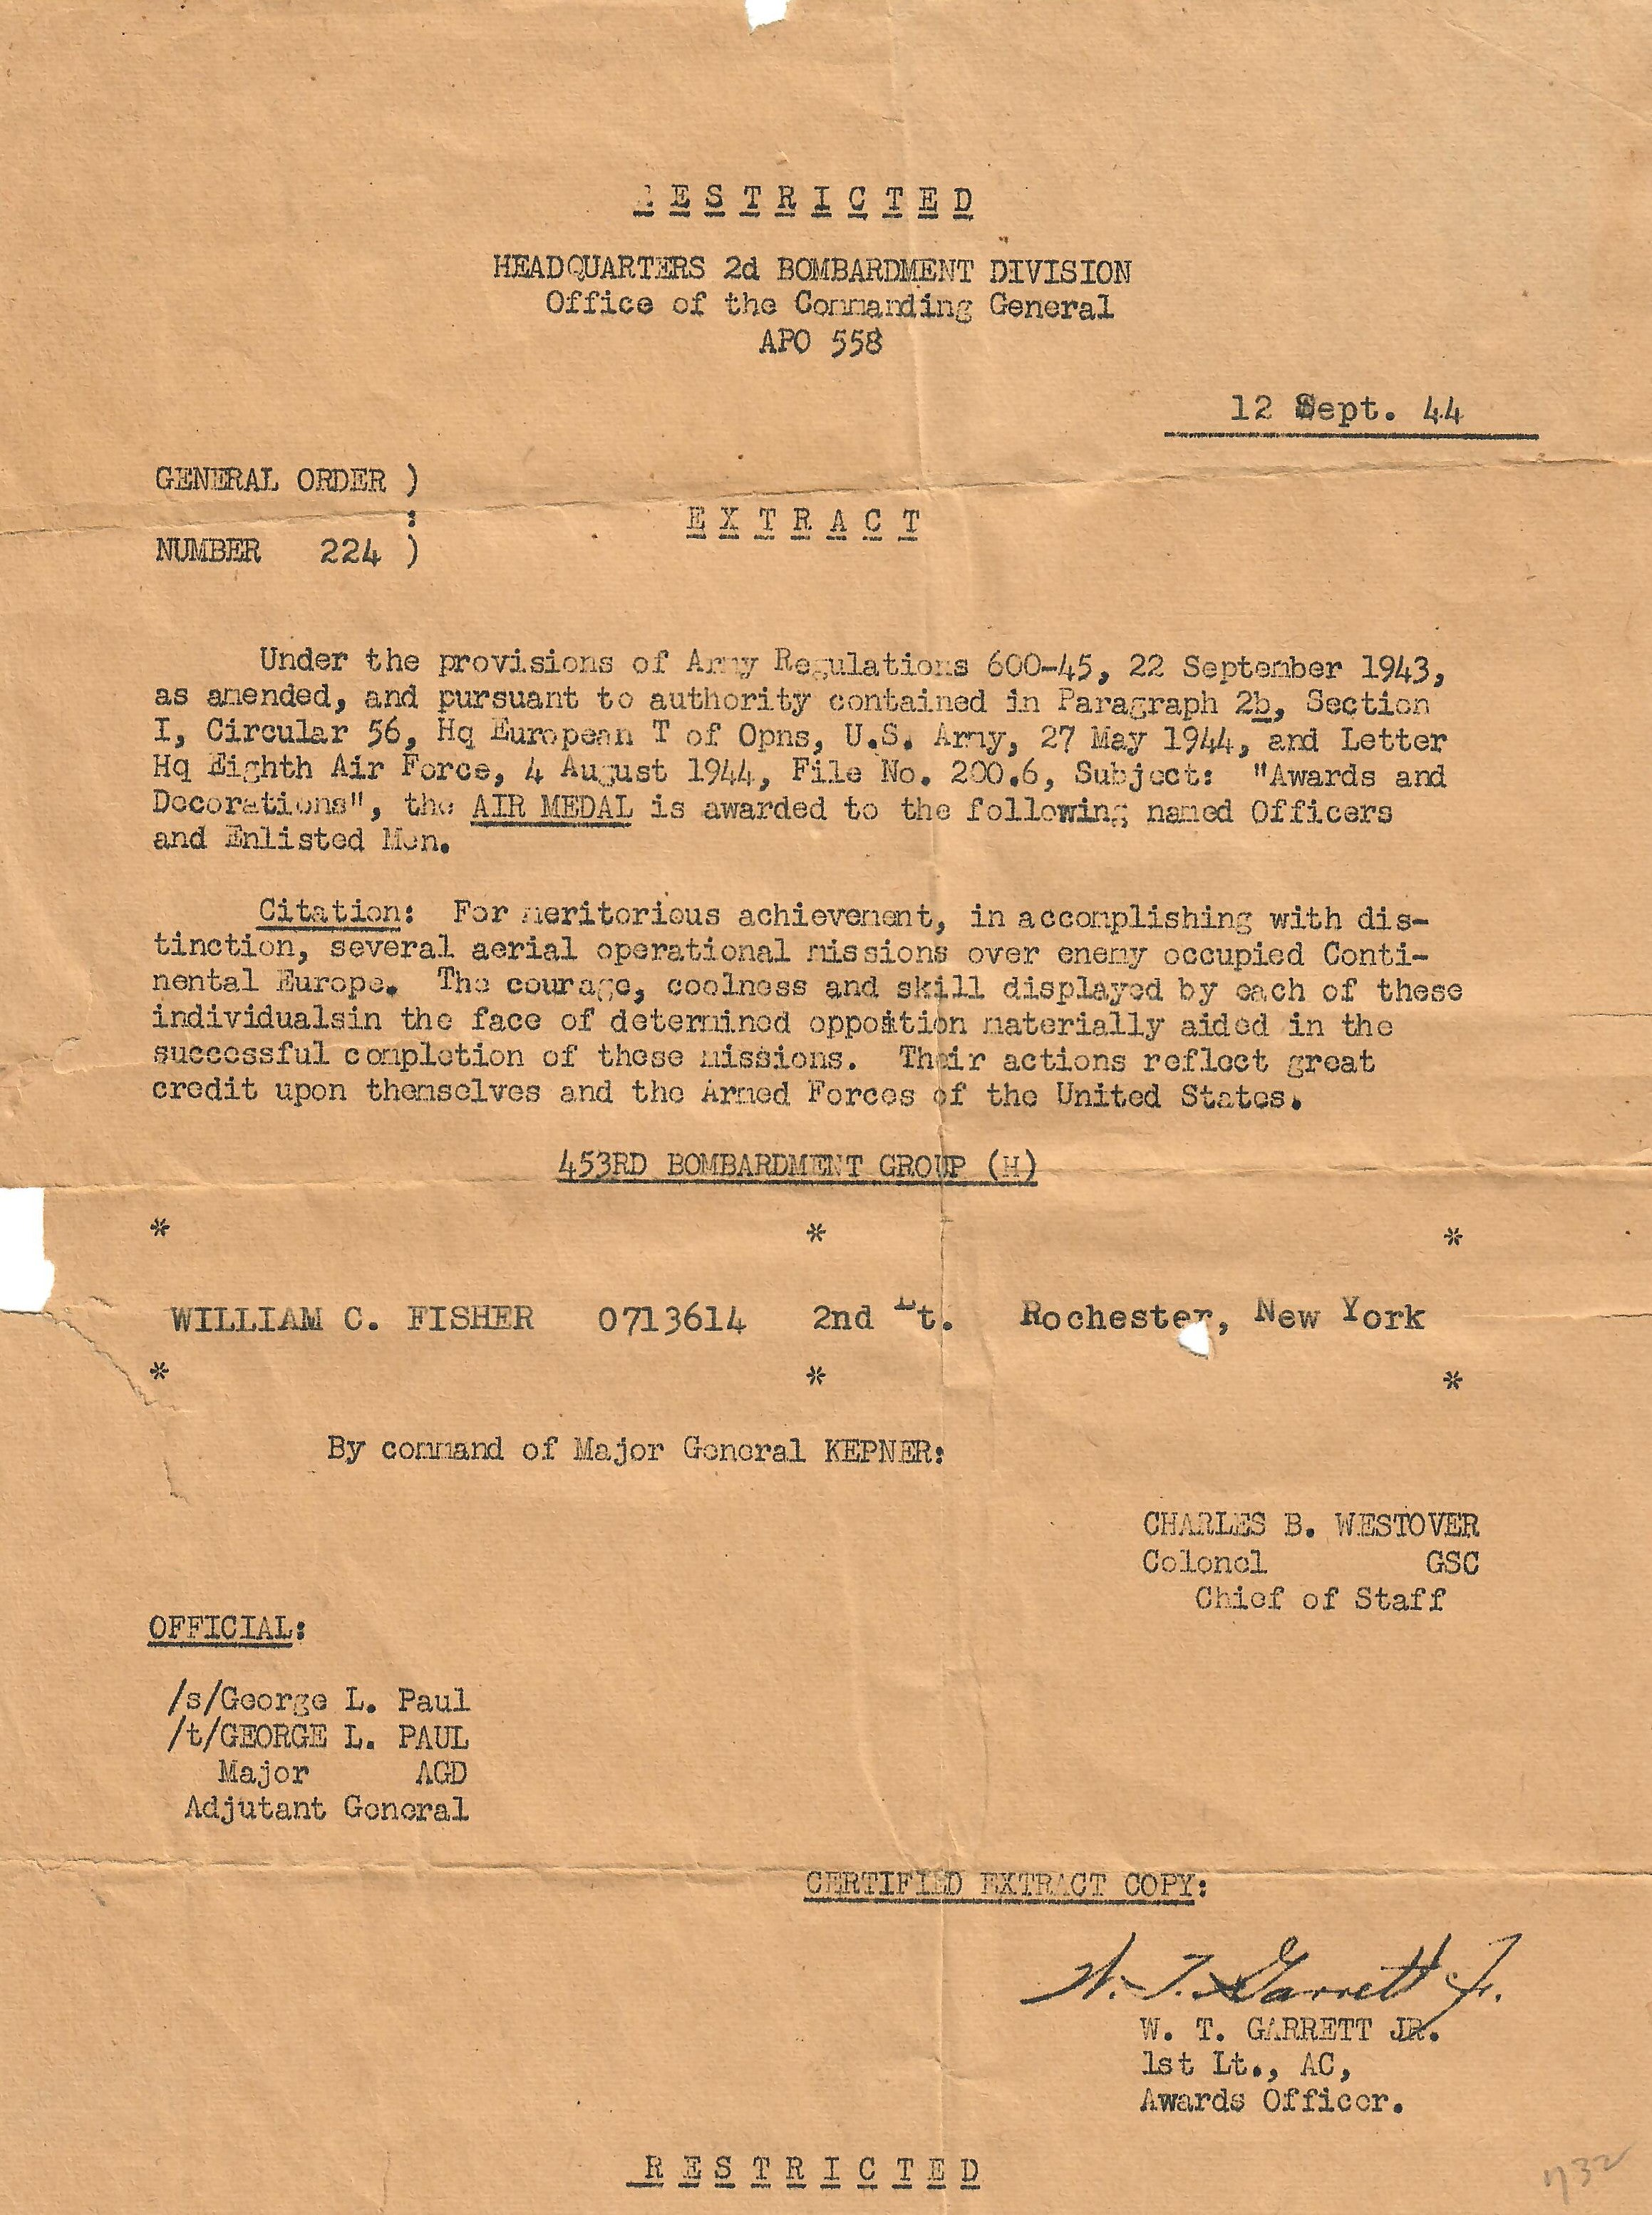 R E S T R I C T E D
HEADQUARTERS 2d BOMBARDMENT DIVISION
Office of the Commanding General
APO 558
12 Sept. 44
GENERAL ORDER )
:
NUMBER 224 )
E X T R A C T
Under the provisions of Army Regulations 600-45, 22 September 1943,
as amended, and pursuant to authority contained in Paragraph 2b, Section
I, Circular 56, Hq European T of Opns, U.S. Army, 27 May 1944, and Letter
Hq Eighth Air Force, 4 August 1944, File No. 200.6, Subject: "Awards and
Decorations", the AIR MEDAL is awarded to the following named Officers
and Enlisted Men.
Citation: For meritorious achievement, in accomplishing with dis-
tinction, several aerial operational missions over enemy occupied Conti-
nental Europe. The courage, coolness and skill displayed by each of these
individualsin the face of determined oppostion materially aided in the
successful completion of these missions. Their actions reflect great
credit upon themselves and the Armed Forces of the United States.
453RD BOMBARDMENT GROUP (H)
* * *
WILLIAM C. FISHER 0713614 2nd Lt. Rochester, New York
* * *
By command of Major General KEPNER:
CHARLES B. WESTOVER
Colonel GSC
Chief of Staff
OFFICIAL:
/s/George L. Paul
/t/GEORGE L. PAUL
Major AGD
Adjutant General
CERTIFIED EXTRACT COPY:
W. T. Garrett Jr.
W. T. GARRETT JR.
1st Lt., AC,
Awards Officer.
R E S T R I C T E D